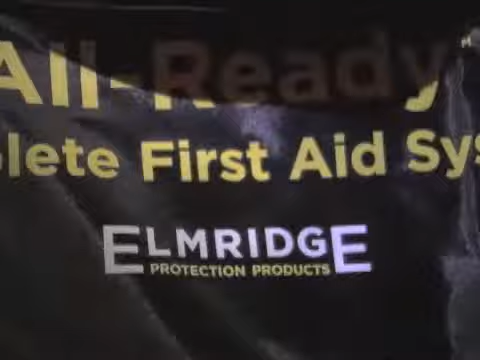 All-Ready
lete First Aid Sys
ELMRIDGE
PROTECTION PRODUCTS